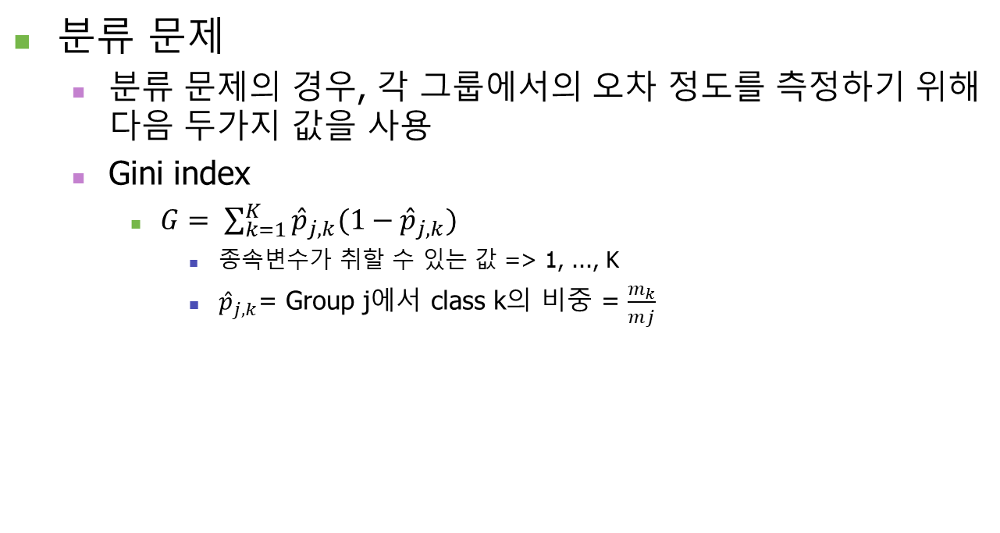 분류 문제
분류 문제의 경우, 각 그룹에서의 오차 정도를 측정하기 위해
다음 두가지 값을 사용
Gini index
$G = \sum_{k=1}^{K} \hat{p}_{j,k}(1 - \hat{p}_{j,k})$
종속변수가 취할 수 있는 값 => 1, ..., K
$\hat{p}_{j,k}$= Group j에서 class k의 비중 = $\frac{m_k}{mj}$